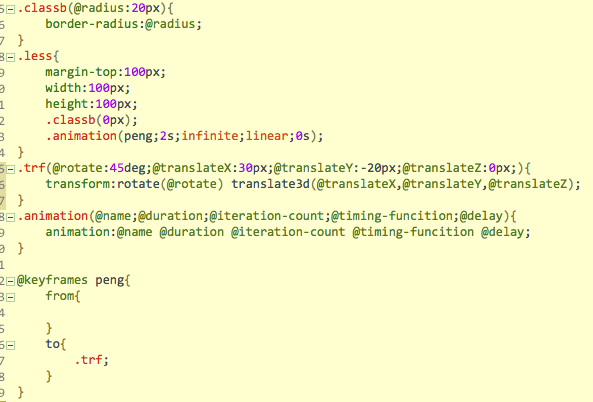 5 .classb(@radius:20px){
6 border-radius:@radius;
7 }
8 .less{
9 margin-top:100px;
0 width:100px;
1 height:100px;
2 .classb(0px);
3 .animation(peng;2s;infinite;linear;0s);
4 }
5 .trf(@rotate:45deg;@translateX:30px;@translateY:-20px;@translateZ:0px;){
6 transform:rotate(@rotate) translate3d(@translateX,@translateY,@translateZ);
7 }
8 .animation(@name;@duration;@iteration-count;@timing-funcition;@delay){
9 animation:@name @duration @iteration-count @timing-funcition @delay;
0 }
1
2 @keyframes peng{
3 from{
4
5 }
6 to{
7 .trf;
8 }
9 }